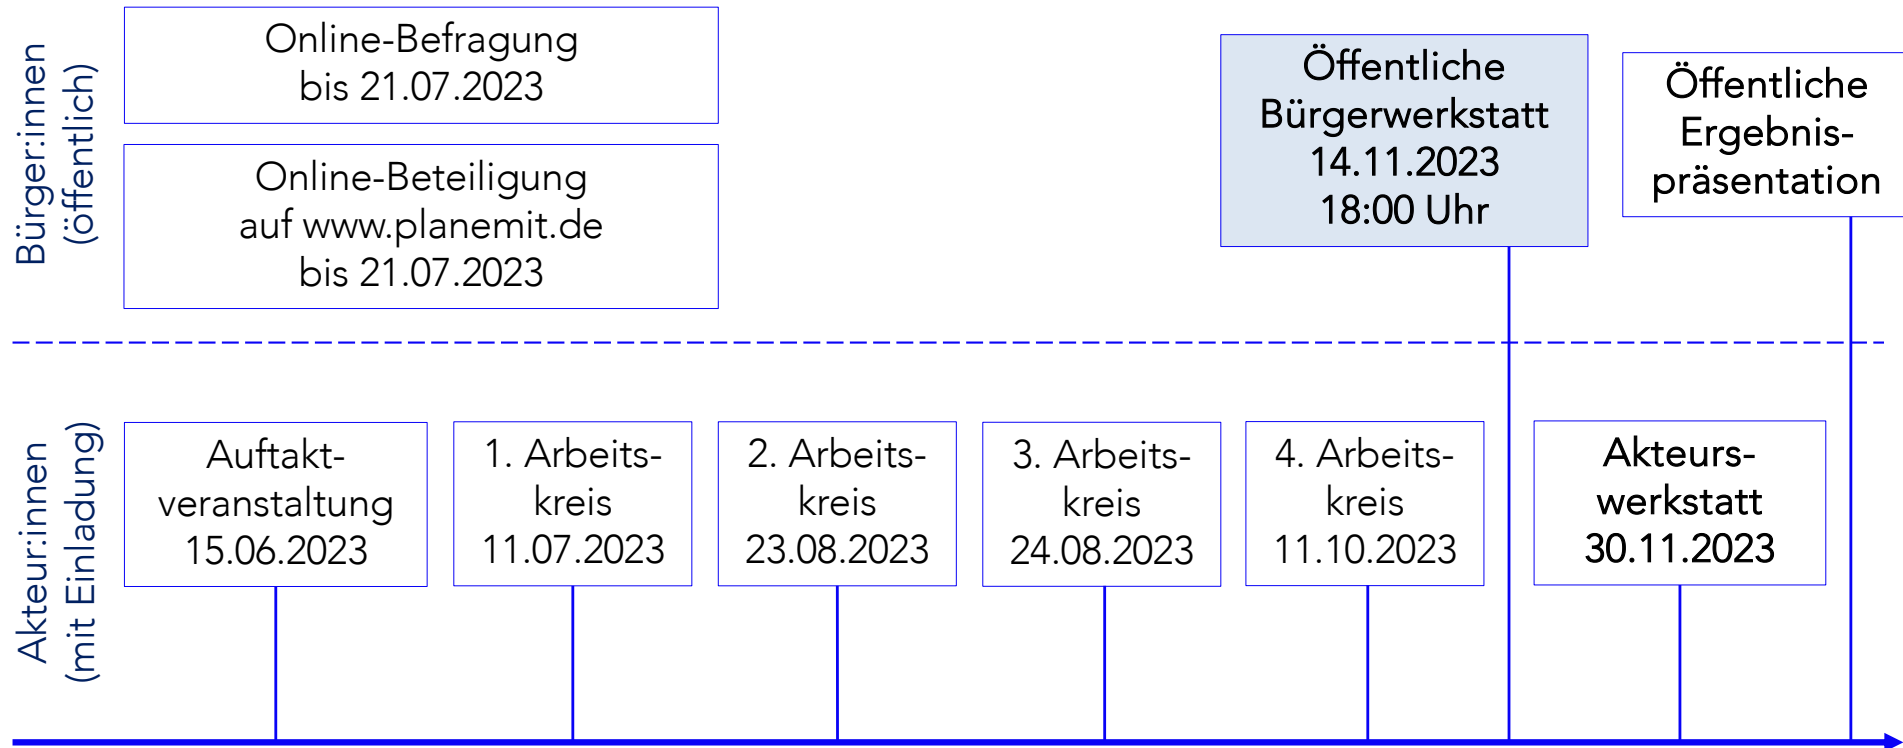 Bürger:innen
(öffentlich)
Online-Befragung
bis 21.07.2023
Online-Beteiligung
auf www.planemit.de
bis 21.07.2023
Öffentliche
Bürgerwerkstatt
14.11.2023
18:00 Uhr
Öffentliche
Ergebnis-
präsentation
Akteur:innen
(mit Einladung)
Auftakt-
veranstaltung
15.06.2023
1. Arbeits-
kreis
11.07.2023
2. Arbeits-
kreis
23.08.2023
3. Arbeits-
kreis
24.08.2023
4. Arbeits-
kreis
11.10.2023
Akteurs-
werkstatt
30.11.2023